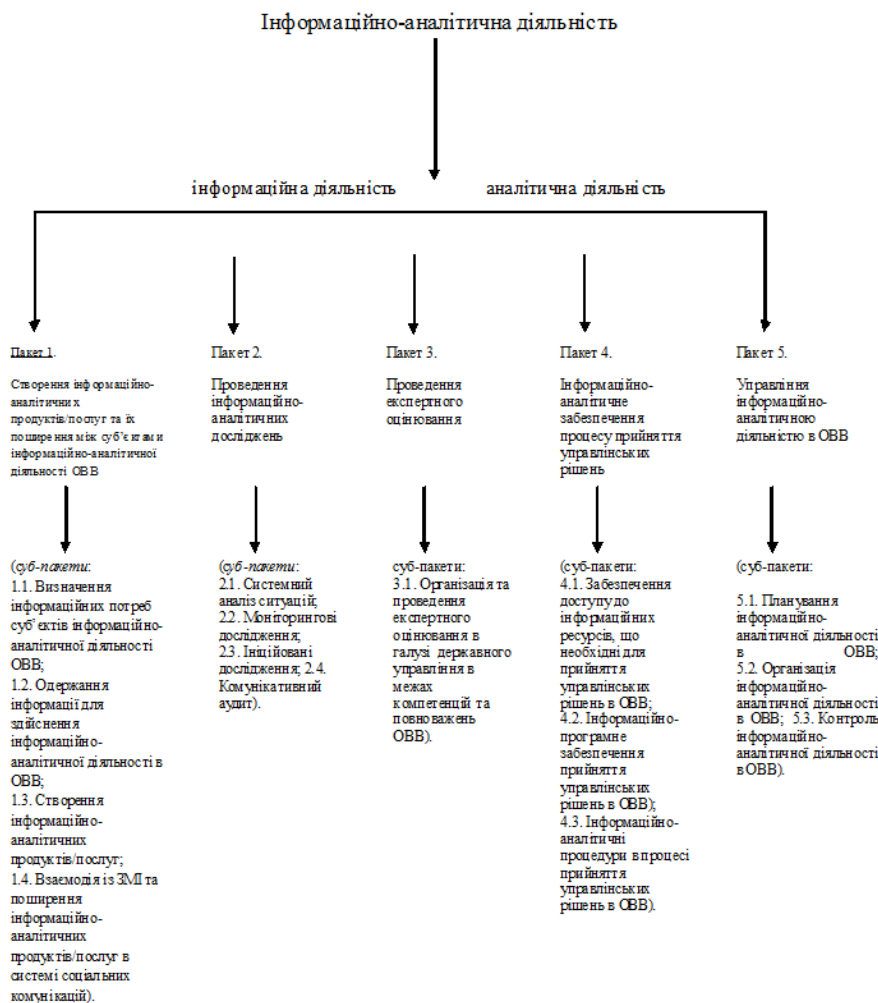 Інформаційно-аналітична діяльність
інформаційна діяльність
аналітична діяльність
Пакет 1.
Створення інформаційно-
аналітичних
продуктів/послуг та їх
поширення між суб’єктами
інформаційно-аналітичної
діяльності ОВВ
(суб-пакети:
1.1. Визначення
інформаційних потреб
суб’єктів інформаційно-
аналітичної діяльності
ОВВ;
1.2. Одержання
інформації для
здійснення
інформаційно-
аналітичної діяльності в
ОВВ;
1.3. Створення
інформаційно-
аналітичних
продуктів/послуг;
1.4. Взаємодія із ЗМІ та
поширення
інформаційно-
аналітичних
продуктів/послуг в
системі соціальних
комунікацій).
Пакет 2.
Проведення
інформаційно-
аналітичних
досліджень
(суб-пакети:
2.1. Системний
аналіз ситуацій;
2.2. Моніторингові
дослідження;
2.3. Ініційовані
дослідження; 2.4.
Комунікативний
аудит).
Пакет 3.
Проведення
експертного
оцінювання
суб-пакети:
3.1. Організація та
проведення
експертного
оцінювання в
галузі державного
управління в
межах
компетенцій та
повноважень
ОВВ).
Пакет 4.
Інформаційно-
аналітичне
забезпечення
процесу прийняття
управлінських
рішень
(суб-пакети:
4.1. Забезпечення
доступу до
інформаційних
ресурсів, що
необхідні для
прийняття
управлінських
рішень в ОВВ;
4.2. Інформаційно-
програмне
забезпечення
прийняття
управлінських
рішень в ОВВ);
4.3. Інформаційно-
аналітичні
процедури в процесі
прийняття
управлінських
рішень в ОВВ).
Пакет 5.
Управління
інформаційно-
аналітичною
діяльністю в ОВВ
(суб-пакети:
5.1. Планування
інформаційно-
аналітичної діяльності
в ОВВ;
5.2. Організація
інформаційно-
аналітичної діяльності
в ОВВ; 5.3. Контроль
інформаційно-
аналітичної діяльності
в ОВВ).